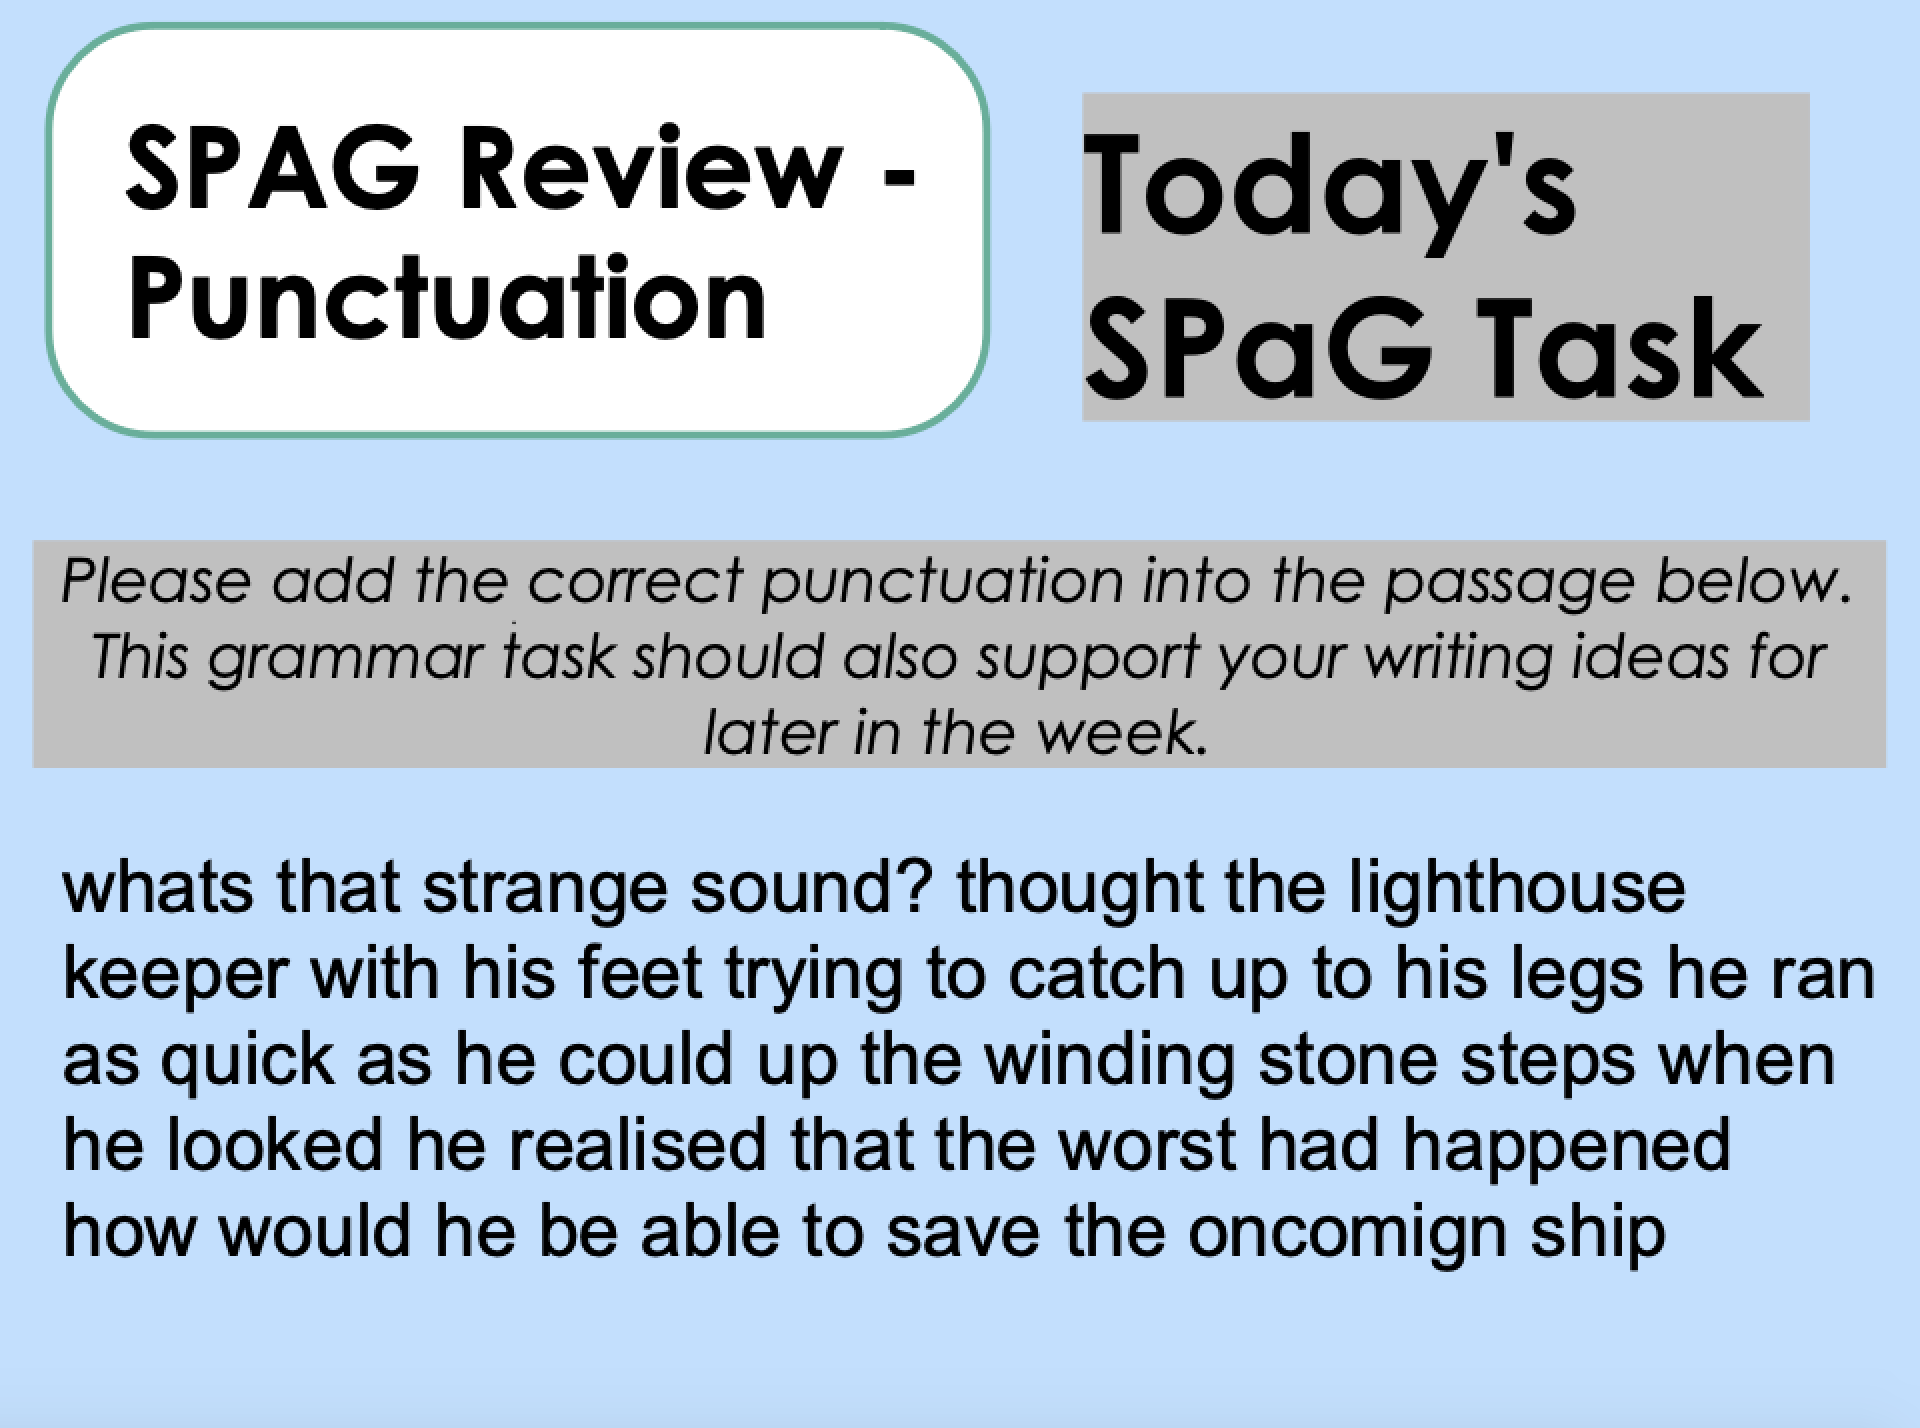 SPAG Review -
Punctuation
Today's
SPaG Task
Please add the correct punctuation into the passage below.
This grammar task should also support your writing ideas for
later in the week.
whats that strange sound? thought the lighthouse
keeper with his feet trying to catch up to his legs he ran
as quick as he could up the winding stone steps when
he looked he realised that the worst had happened
how would he be able to save the oncomign ship